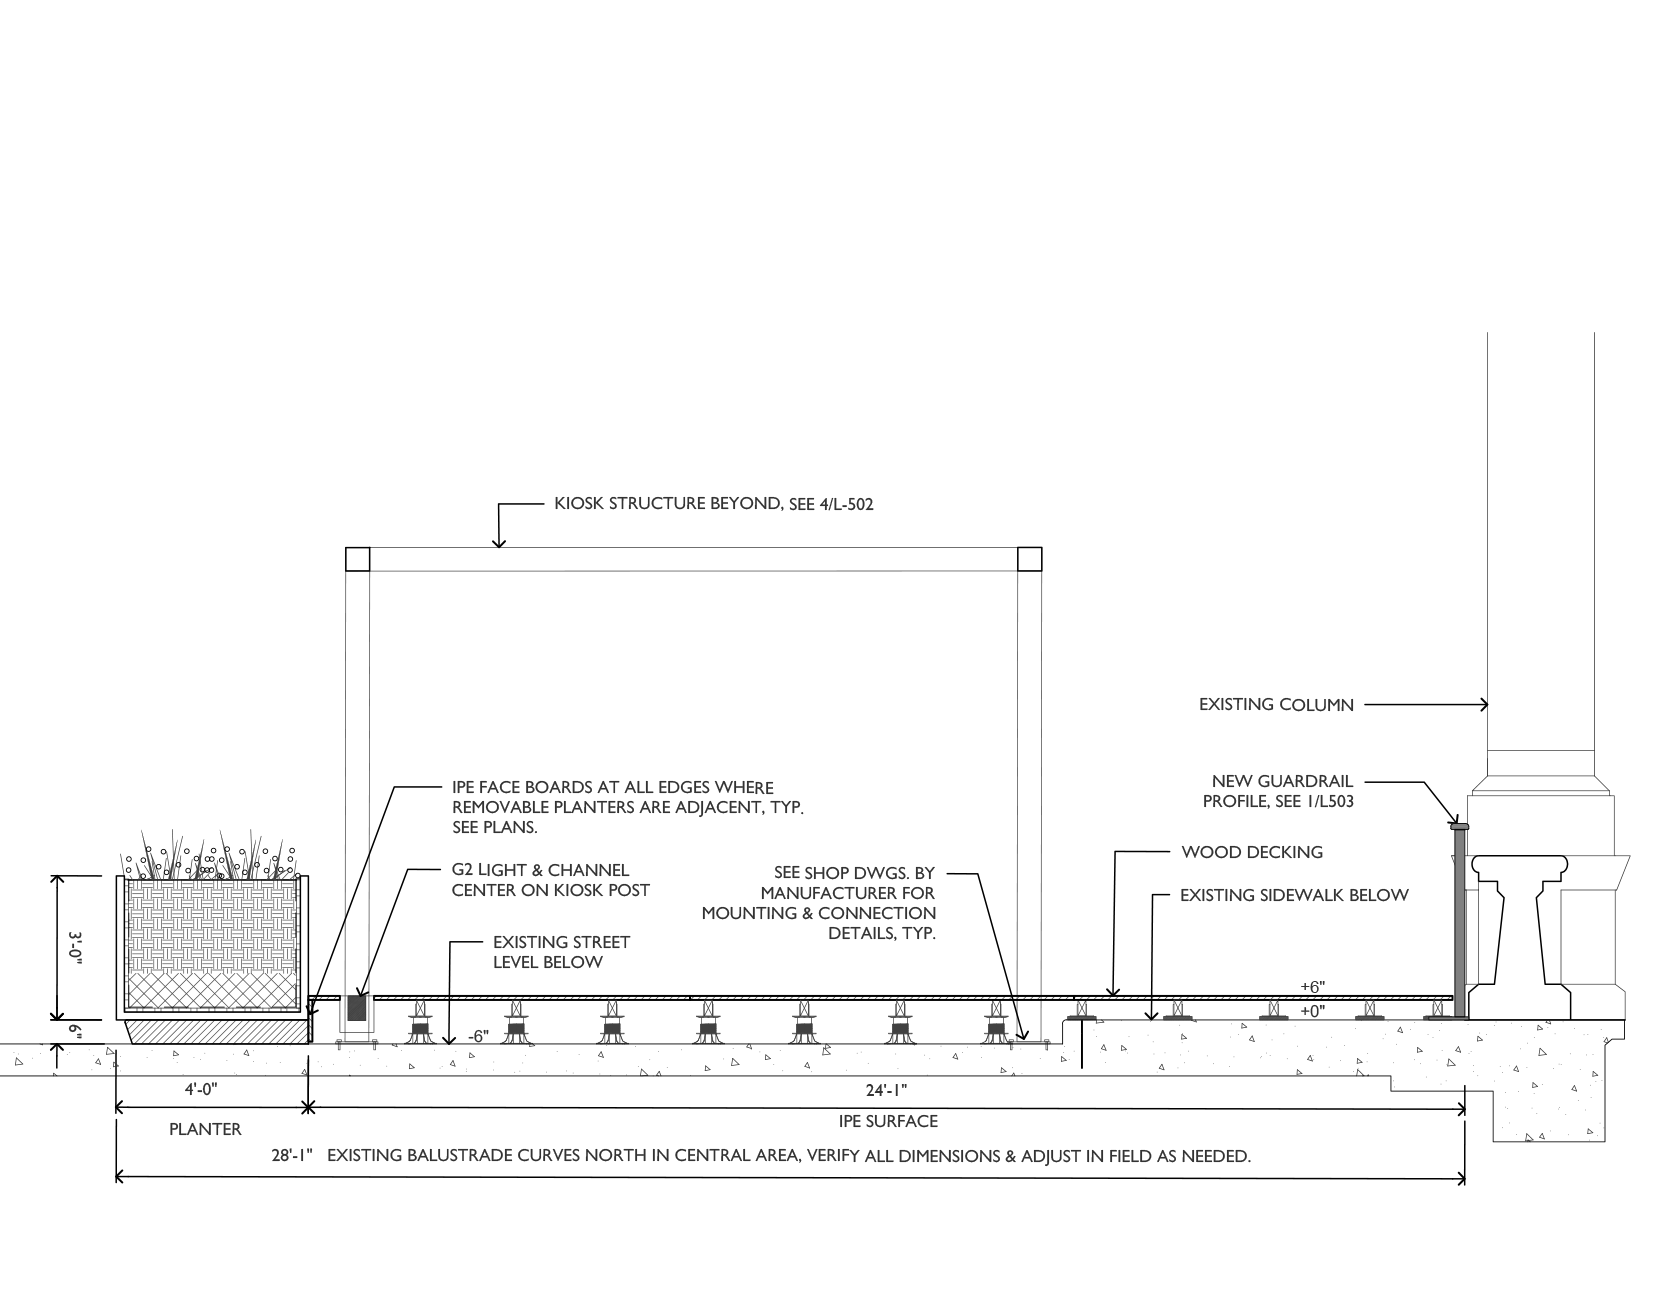 KIOSK STRUCTURE BEYOND, SEE 4/L-502
EXISTING COLUMN
NEW GUARDRAIL
PROFILE, SEE 1/L503
IPE FACE BOARDS AT ALL EDGES WHERE
REMOVABLE PLANTERS ARE ADJACENT, TYP.
SEE PLANS.
WOOD DECKING
G2 LIGHT & CHANNEL
CENTER ON KIOSK POST
SEE SHOP DWGS. BY
MANUFACTURER FOR
MOUNTING & CONNECTION
DETAILS, TYP.
EXISTING SIDEWALK BELOW
EXISTING STREET
LEVEL BELOW
3'-0"
+6"
+0"
6"
-6"
4'-0"
24'-1"
PLANTER
IPE SURFACE
28'-1" EXISTING BALUSTRADE CURVES NORTH IN CENTRAL AREA, VERIFY ALL DIMENSIONS & ADJUST IN FIELD AS NEEDED.